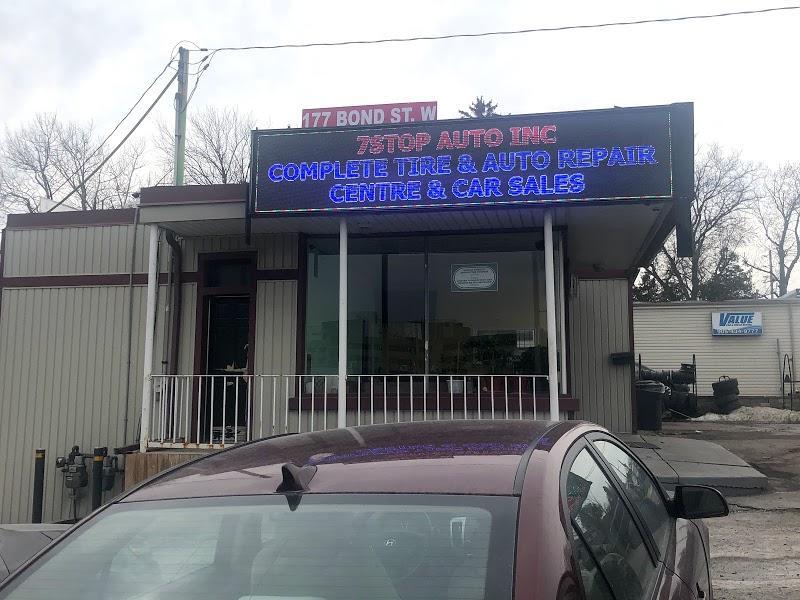 177 BOND ST. W
7STOP AUTO INC
COMPLETE TIRE & AUTO REPAIR
CENTRE & CAR SALES
VALUE